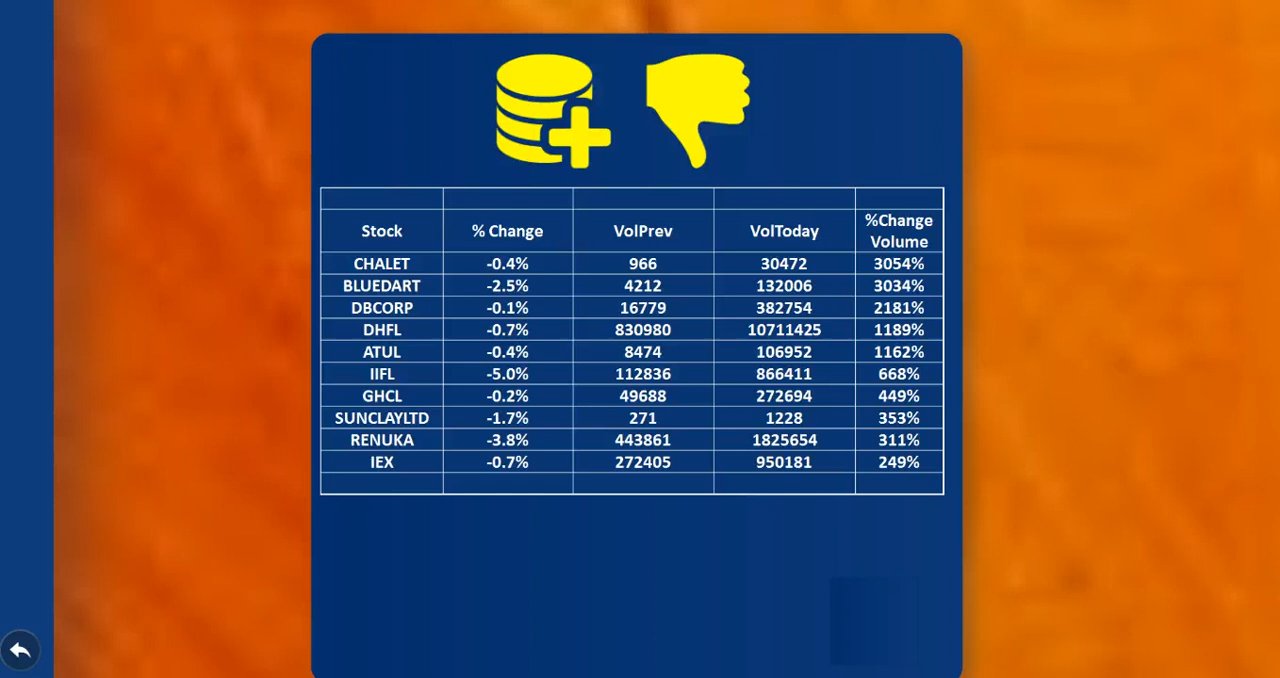 Stock % Change VolPrev VolToday %Change Volume
CHALET -0.4% 966 30472 3054%
BLUEDART -2.5% 4212 132006 3034%
DBCORP -0.1% 16779 382754 2181%
DHFL -0.7% 830980 10711425 1189%
ATUL -0.4% 8474 106952 1162%
IIFL -5.0% 112836 866411 668%
GHCL -0.2% 49688 272694 449%
SUNCLAYLTD -1.7% 271 1228 353%
RENUKA -3.8% 443861 1825654 311%
IEX -0.7% 272405 950181 249%